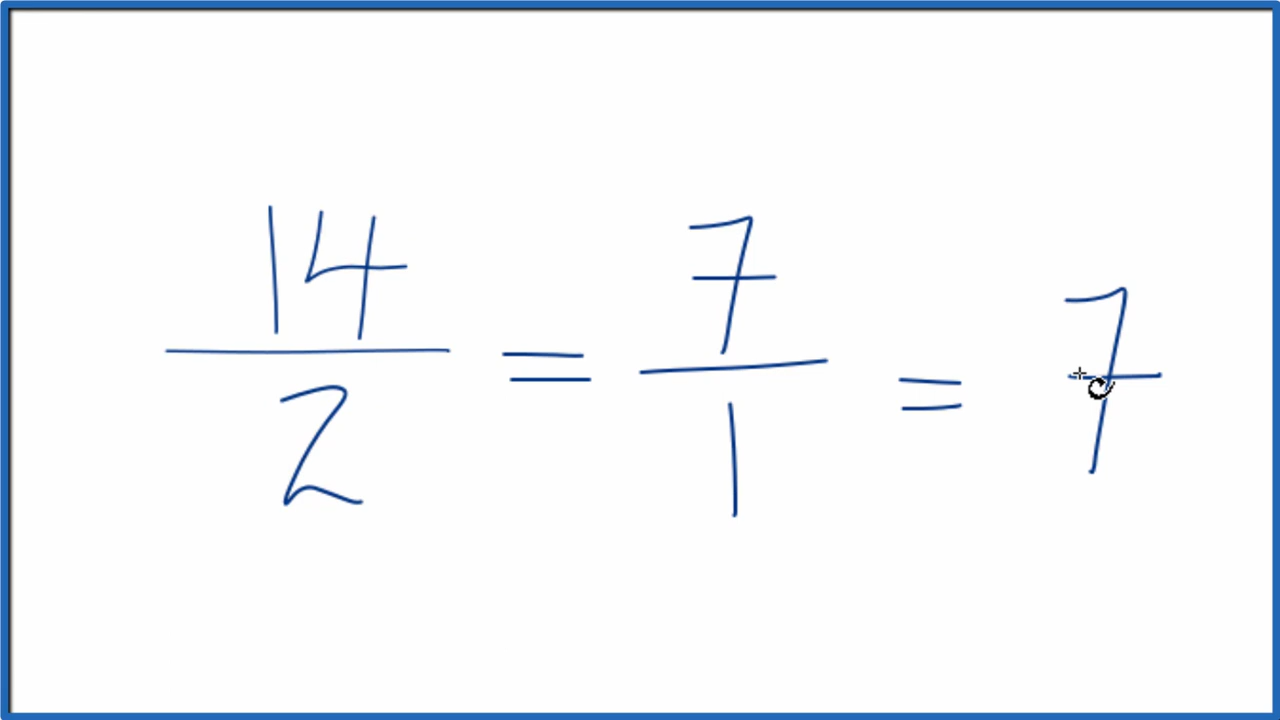 14/2 = 7/1 = 7